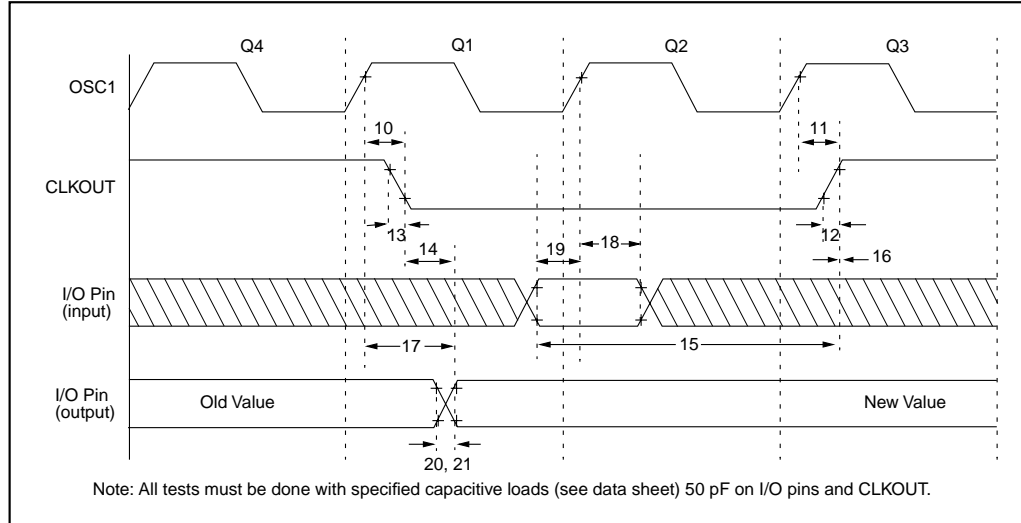 Q4 Q1 Q2 Q3
OSC1
10 11
CLKOUT
13 18 12
14 19 16
I/O Pin
(input)
17 15
I/O Pin
(output)
Old Value New Value
20, 21
Note: All tests must be done with specified capacitive loads (see data sheet) 50 pF on I/O pins and CLKOUT.